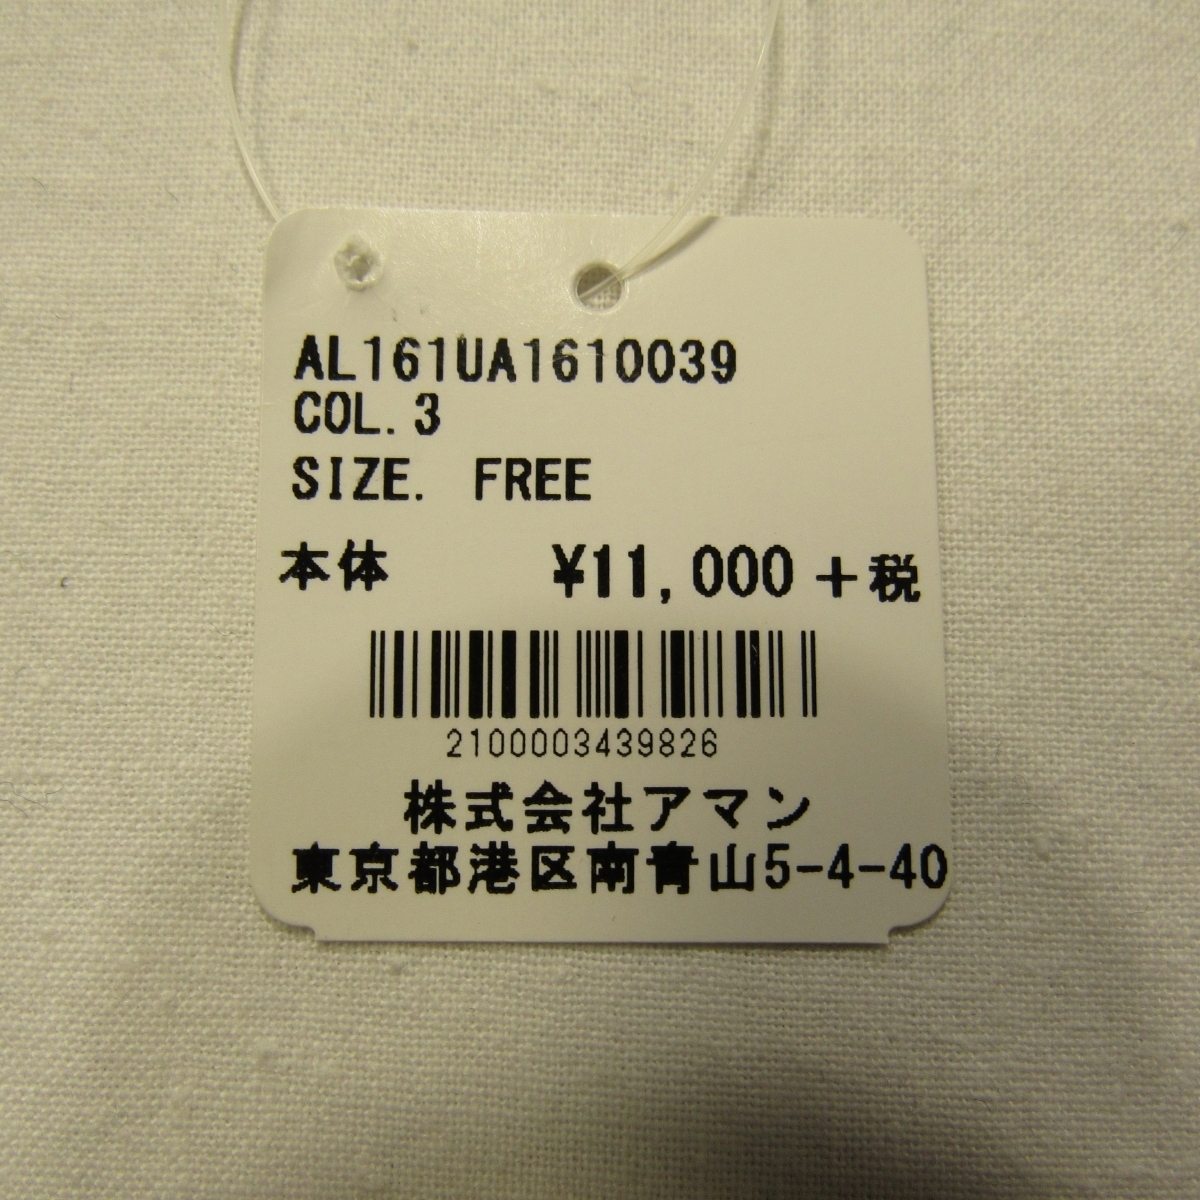 AL161UA1610039
COL.3
SIZE. FREE
本体 ¥11,000+税
2100003439826
株式会社アマン
東京都港区南青山5-4-40